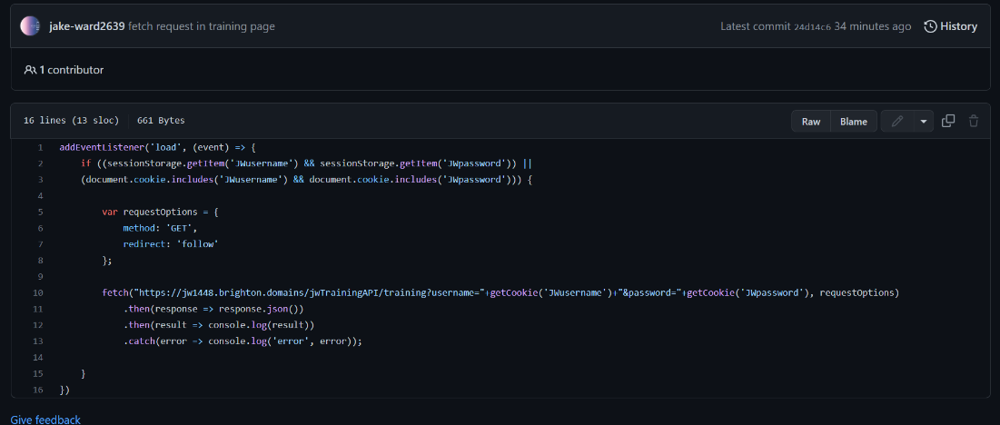 jake-ward2639 fetch request in training page Latest commit 24d14c6 34 minutes ago History
1 contributor
16 lines (13 sloc) 661 Bytes Raw Blame
1 addEventListener('load', (event) => {
2     if ((sessionStorage.getItem('JWusername') && sessionStorage.getItem('JWpassword')) ||
3     (document.cookie.includes('JWusername') && document.cookie.includes('JWpassword'))) {
4
5         var requestOptions = {
6             method: 'GET',
7             redirect: 'follow'
8         };
9
10         fetch("https://jw1448.brighton.domains/jwTrainingAPI/training?username="+getCookie('JWusername')+"&password="+getCookie('JWpassword'), requestOptions)
11             .then(response => response.json())
12             .then(result => console.log(result))
13             .catch(error => console.log('error', error));
14
15     }
16 })
Give feedback